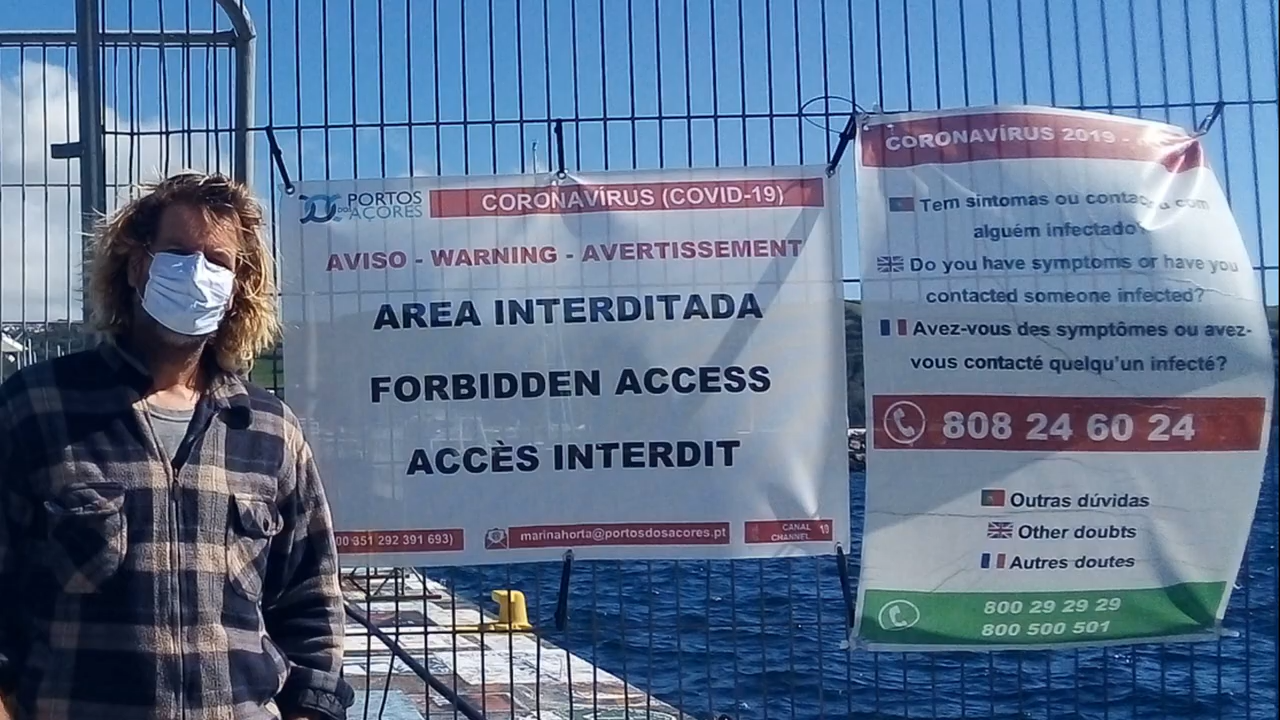 PORTOS
DOS AÇORES
CORONAVÍRUS (COVID-19)
AVISO - WARNING - AVERTISSEMENT
AREA INTERDITADA
FORBIDDEN ACCESS
ACCÈS INTERDIT
00 351 292 391 693)
marinahorta@portosdosacores.pt
CANAL
CHANNEL
10
CORONAVÍRUS 2019 -
Tem sintomas ou contactou com
alguém infectado?
Do you have symptoms or have you
contacted someone infected?
Avez-vous des symptômes ou avez-
vous contacté quelqu'un infecté?
808 24 60 24
Outras dúvidas
Other doubts
Autres doutes
800 29 29 29
800 500 501